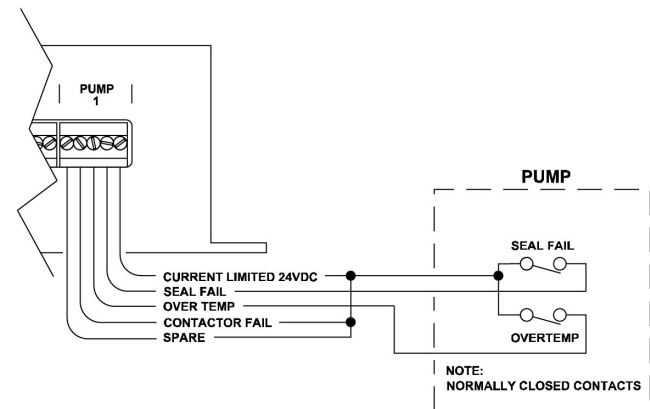 PUMP
1
PUMP
SEAL FAIL
CURRENT LIMITED 24VDC
SEAL FAIL
OVER TEMP
CONTACTOR FAIL
SPARE
OVERTEMP
NOTE:
NORMALLY CLOSED CONTACTS